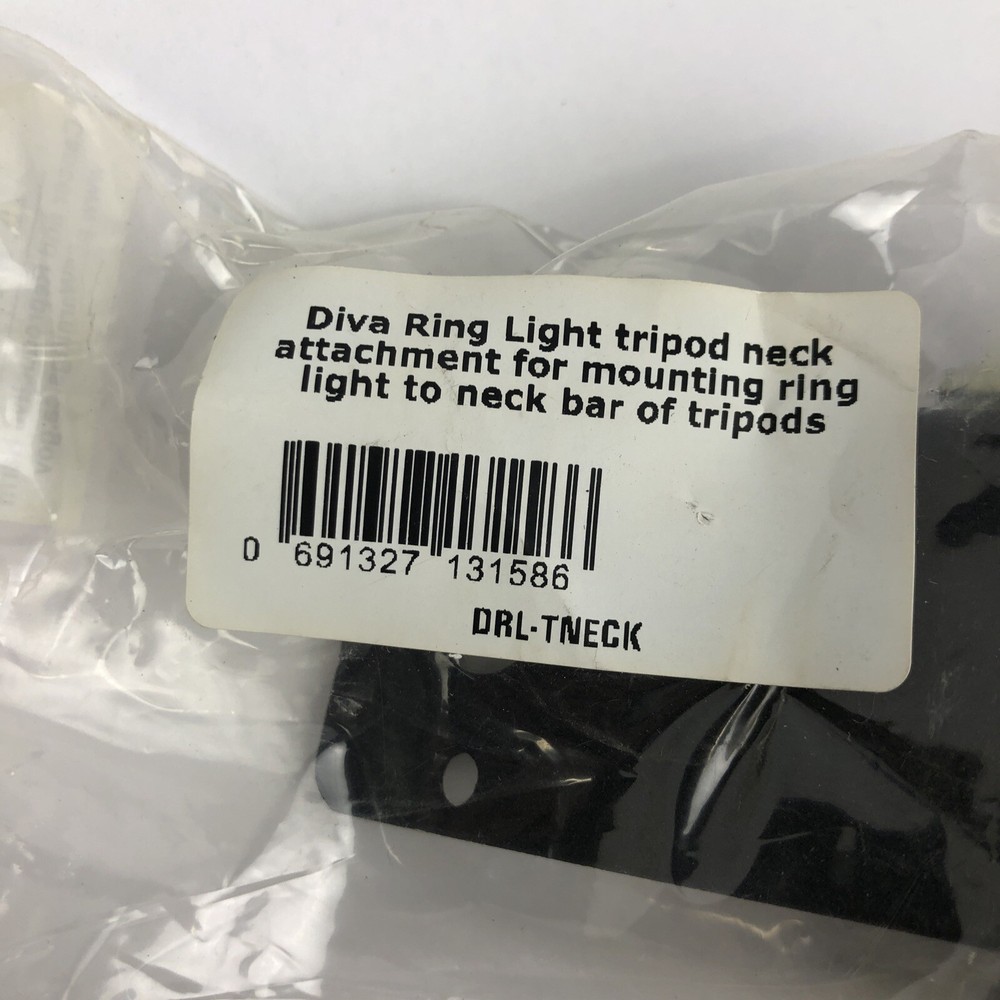 Diva Ring Light tripod neck
attachment for mounting ring
light to neck bar of tripods
0 691327 131586
DRL-TNECK